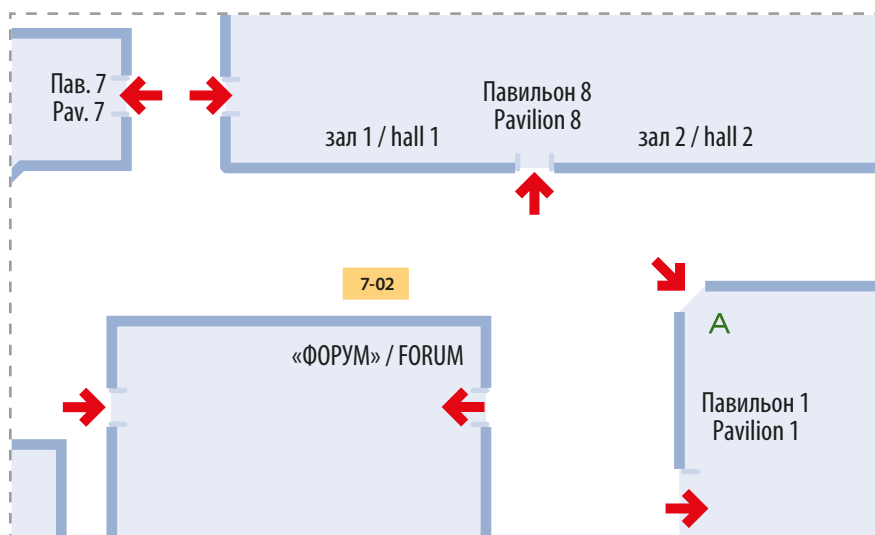 Пав. 7
Pav. 7
Павильон 8
Pavilion 8
зал 1 / hall 1
зал 2 / hall 2
7-02
«ФОРУМ» / FORUM
A
Павильон 1
Pavilion 1